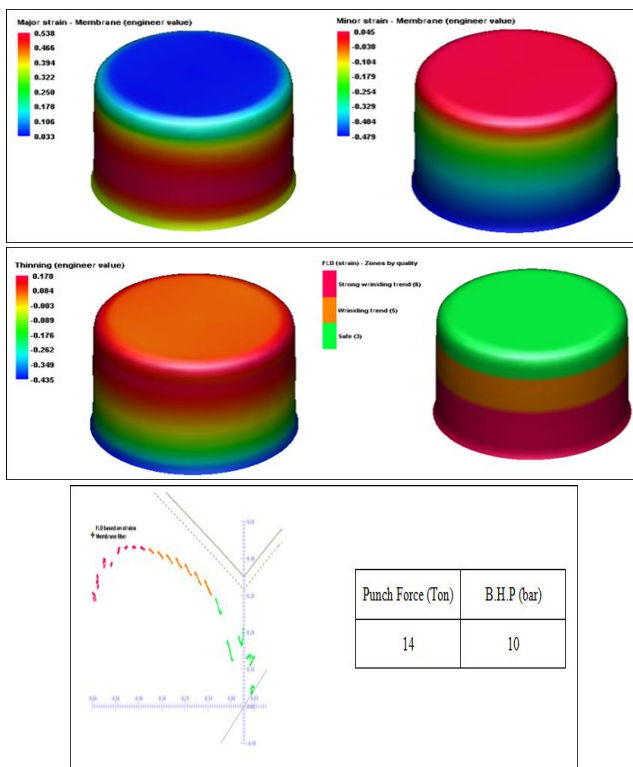 Major strain - Membrane (engineer value)
0.538
0.466
0.394
0.322
0.250
0.178
0.106
0.033
Minor strain - Membrane (engineer value)
0.045
-0.030
-0.104
-0.179
-0.254
-0.329
-0.404
-0.479
Thinning (engineer value)
0.170
0.084
-0.003
-0.089
-0.176
-0.262
-0.349
-0.435
FLD (strain) - Zones by quality
Strong wrinkling trend (6)
Wrinkling trend (5)
Safe (3)
FLD based on strains
Membrane fiber
Punch Force (Ton)
B.H.P (bar)
14
10